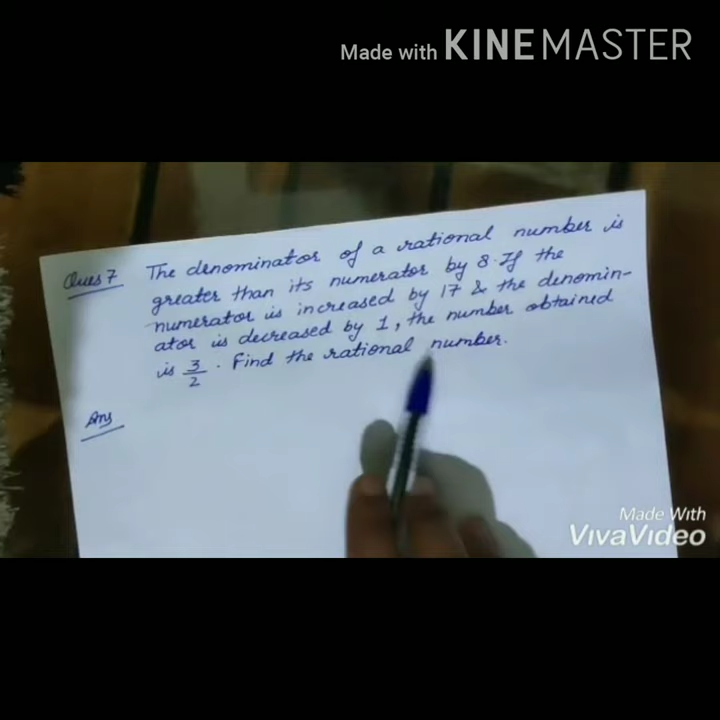 Made with KINEMASTER
Ques 7 The denominator of a rational number is
greater than its numerator by 8. If the
numerator is increased by 17 & the denomin-
ator is decreased by 1, the number obtained
is 3/2. Find the rational number.
Ans
Made With
VivaVideo